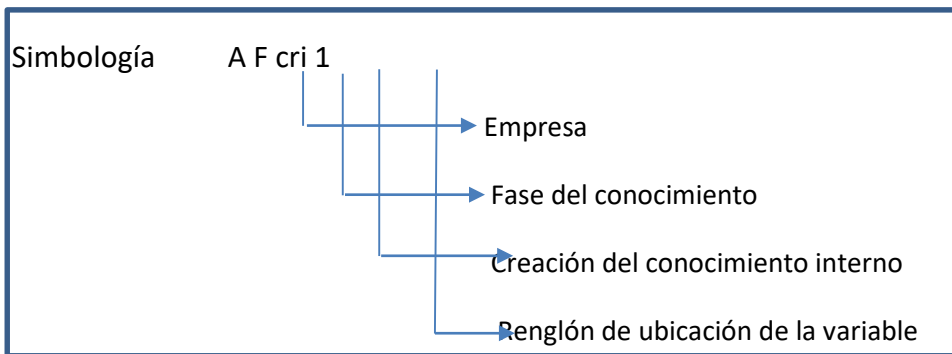 Simbología A F cri 1
Empresa
Fase del conocimiento
Creación del conocimiento interno
Renglón de ubicación de la variable